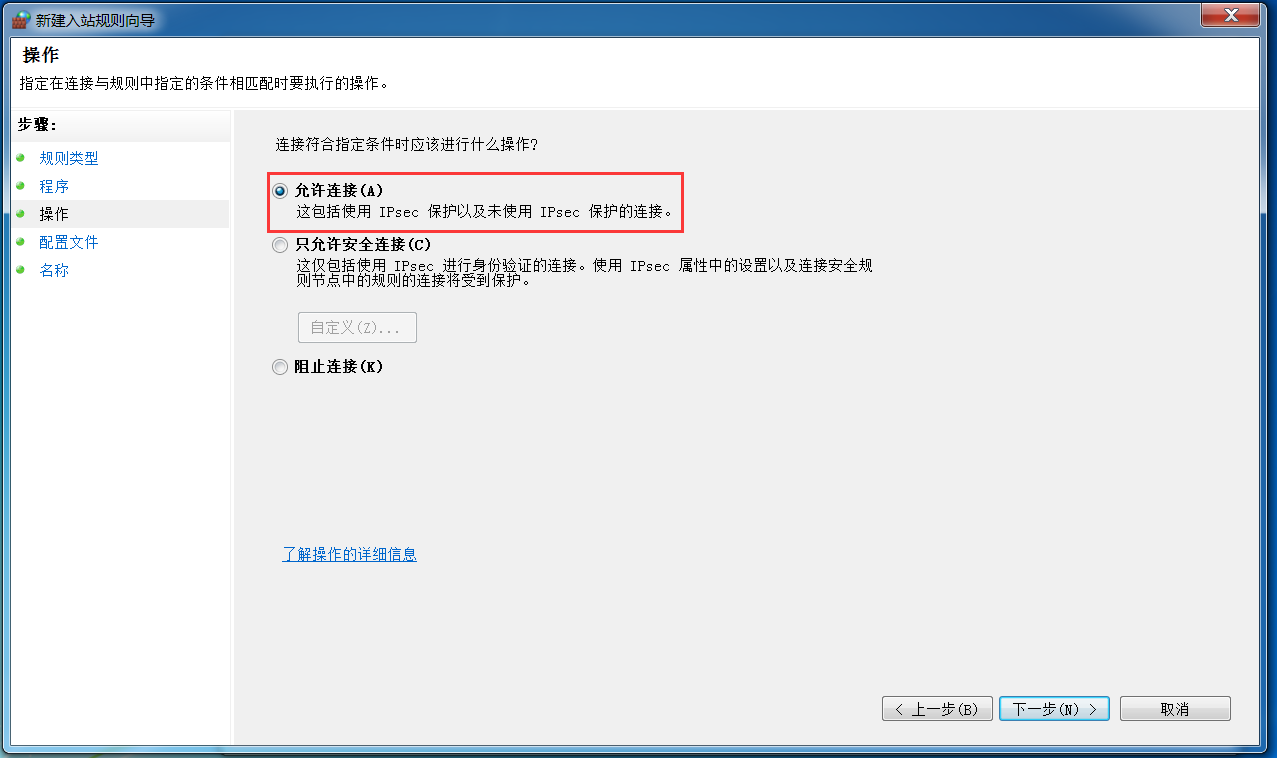 新建入站规则向导
操作
指定在连接与规则中指定的条件相匹配时要执行的操作。
步骤:
规则类型
程序
操作
配置文件
名称
连接符合指定条件时应该进行什么操作?
允许连接(A)
这包括使用 IPsec 保护以及未使用 IPsec 保护的连接。
只允许安全连接(C)
这仅包括使用 IPsec 进行身份验证的连接。使用 IPsec 属性中的设置以及连接安全规
则节点中的规则的连接将受到保护。
自定义(Z)...
阻止连接(K)
了解操作的详细信息
< 上一步(B)
下一步(N) >
取消